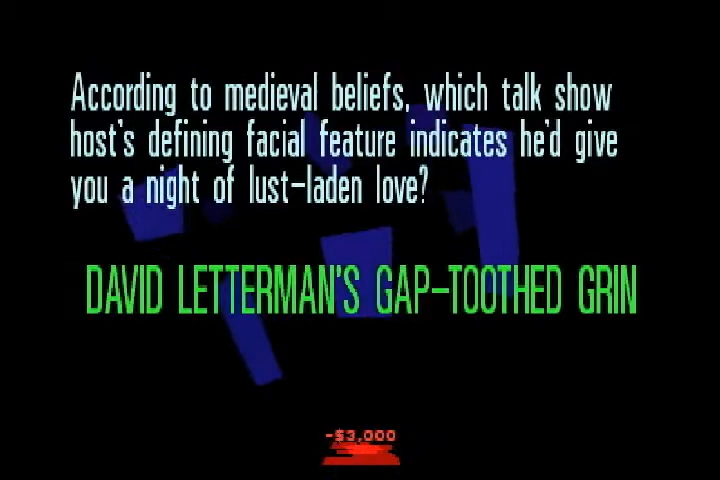 According to medieval beliefs, which talk show
host's defining facial feature indicates he'd give
you a night of lust-laden love?
DAVID LETTERMAN'S GAP-TOOTHED GRIN
-$3,000